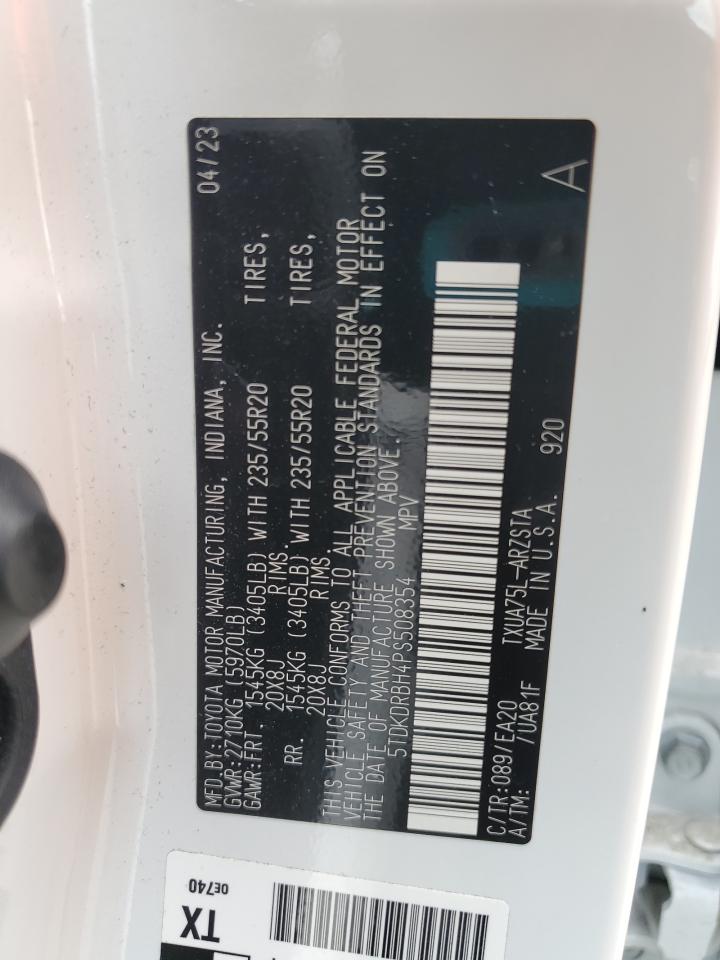 MFD.BY:TOYOTA MOTOR MANUFACTURING, INDIANA, INC. 04/23
GVWR:2710KG (5970LB)
GAWR:FRT. 1545KG (3405LB) WITH 235/55R20 TIRES,
20X8J RIMS.
RR. 1545KG (3405LB) WITH 235/55R20 TIRES,
20X8J RIMS.
THIS VEHICLE CONFORMS TO ALL APPLICABLE FEDERAL MOTOR
VEHICLE SAFETY AND THEFT PREVENTION STANDARDS IN EFFECT ON
THE DATE OF MANUFACTURE SHOWN ABOVE.
5TDKDRBH4PS508354 MPV
C/TR:089/EA20 TXUA75L-ARZSTA 920 A
A/TM: /UA81F MADE IN U.S.A.
TX
0E740